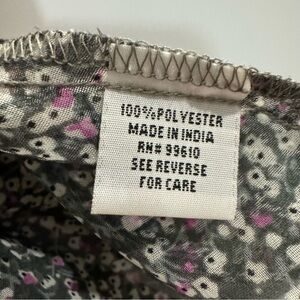 100%POLYESTER
MADE IN INDIA
RN# 99610
SEE REVERSE
FOR CARE